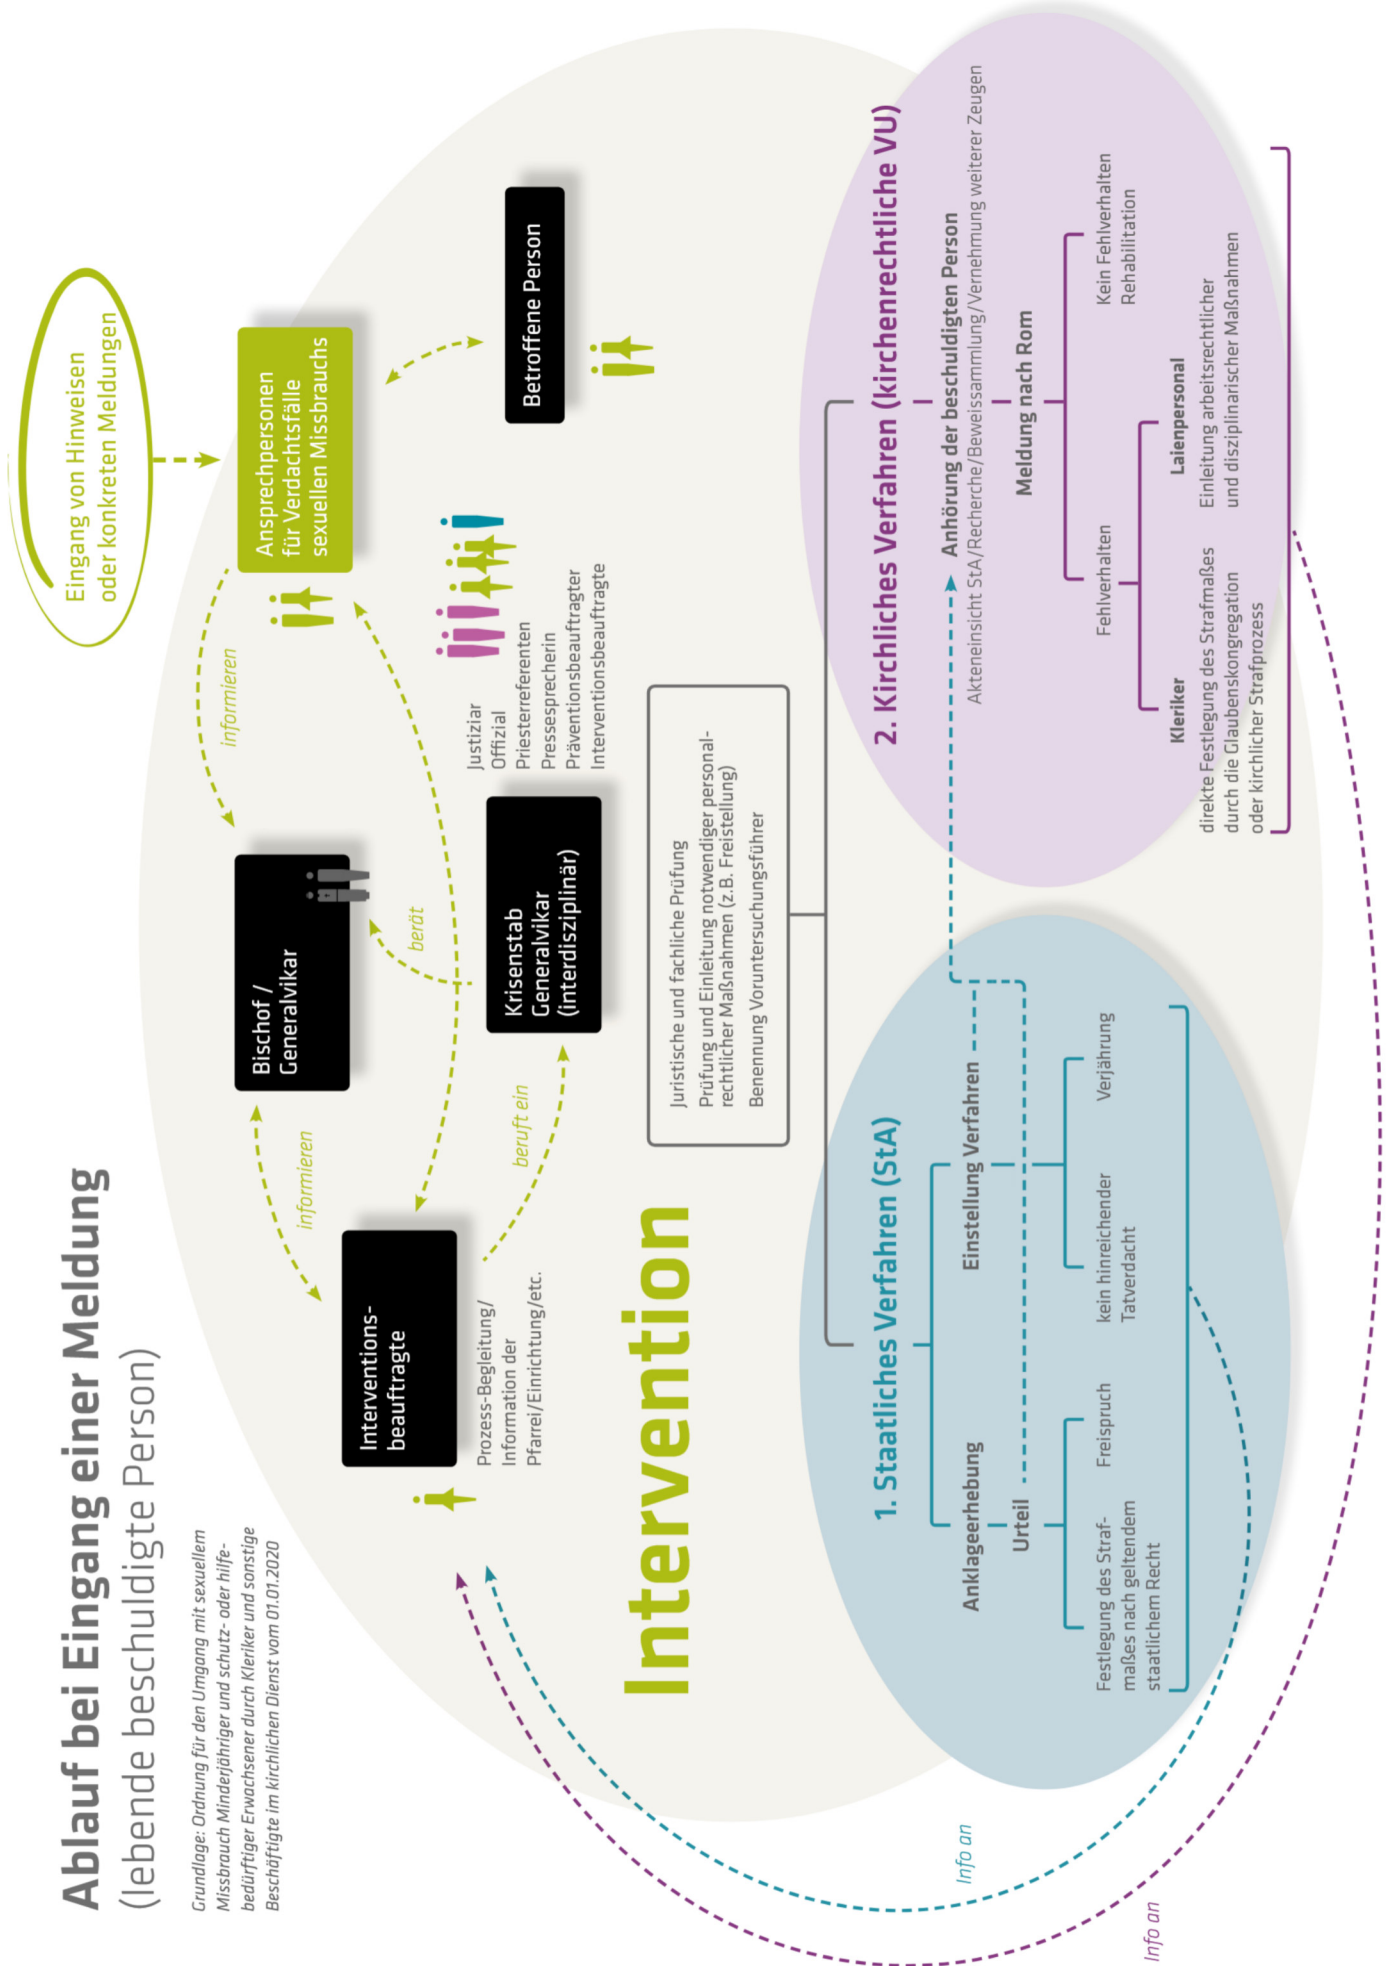 Ablauf bei Eingang einer Meldung
(lebende beschuldigte Person)
Grundlage: Ordnung für den Umgang mit sexuellem
Missbrauch Minderjähriger und schutz- oder hilfe-
bedürftiger Erwachsener durch Kleriker und sonstige
Beschäftigte im kirchlichen Dienst vom 01.01.2020
Eingang von Hinweisen
oder konkreten Meldungen
Ansprechpersonen
für Verdachtsfälle
sexuellen Missbrauchs
informieren
Bischof /
Generalvikar
informieren
berät
Interventions-
beauftragte
Prozess-Begleitung/
Information der
Pfarrei/Einrichtung/etc.
beruft ein
Krisenstab
Generalvikar
(interdisziplinär)
Justiziar
Offizial
Priesterreferenten
Pressesprecherin
Präventionsbeauftragter
Interventionsbeauftragte
Betroffene Person
Intervention
Juristische und fachliche Prüfung
Prüfung und Einleitung notwendiger personal-
rechtlicher Maßnahmen (z.B. Freistellung)
Benennung Voruntersuchungsführer
1. Staatliches Verfahren (StA)
Anklageerhebung
Einstellung Verfahren
Urteil
Festlegung des Straf-
maßes nach geltendem
staatlichem Recht
Freispruch
kein hinreichender
Tatverdacht
Verjährung
2. Kirchliches Verfahren (kirchenrechtliche VU)
Anhörung der beschuldigten Person
Akteneinsicht StA/Recherche/Beweissammlung/Vernehmung weiterer Zeugen
Meldung nach Rom
Fehlverhalten
Kein Fehlverhalten
Rehabilitation
Kleriker
direkte Festlegung des Strafmaßes
durch die Glaubenskongregation
oder kirchlicher Strafprozess
Laienpersonal
Einleitung arbeitsrechtlicher
und disziplinarischer Maßnahmen
Info an
Info an